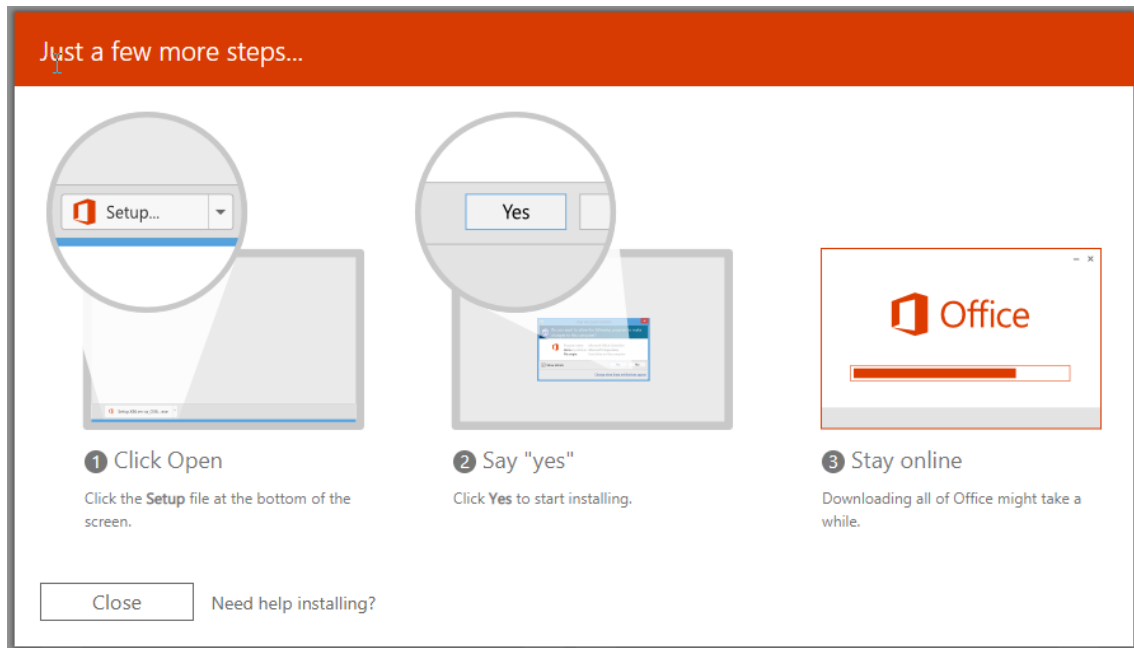 Just a few more steps...
Setup...
Yes
Office
1 Click Open
Click the Setup file at the bottom of the
screen.
2 Say "yes"
Click Yes to start installing.
3 Stay online
Downloading all of Office might take a
while.
Close
Need help installing?